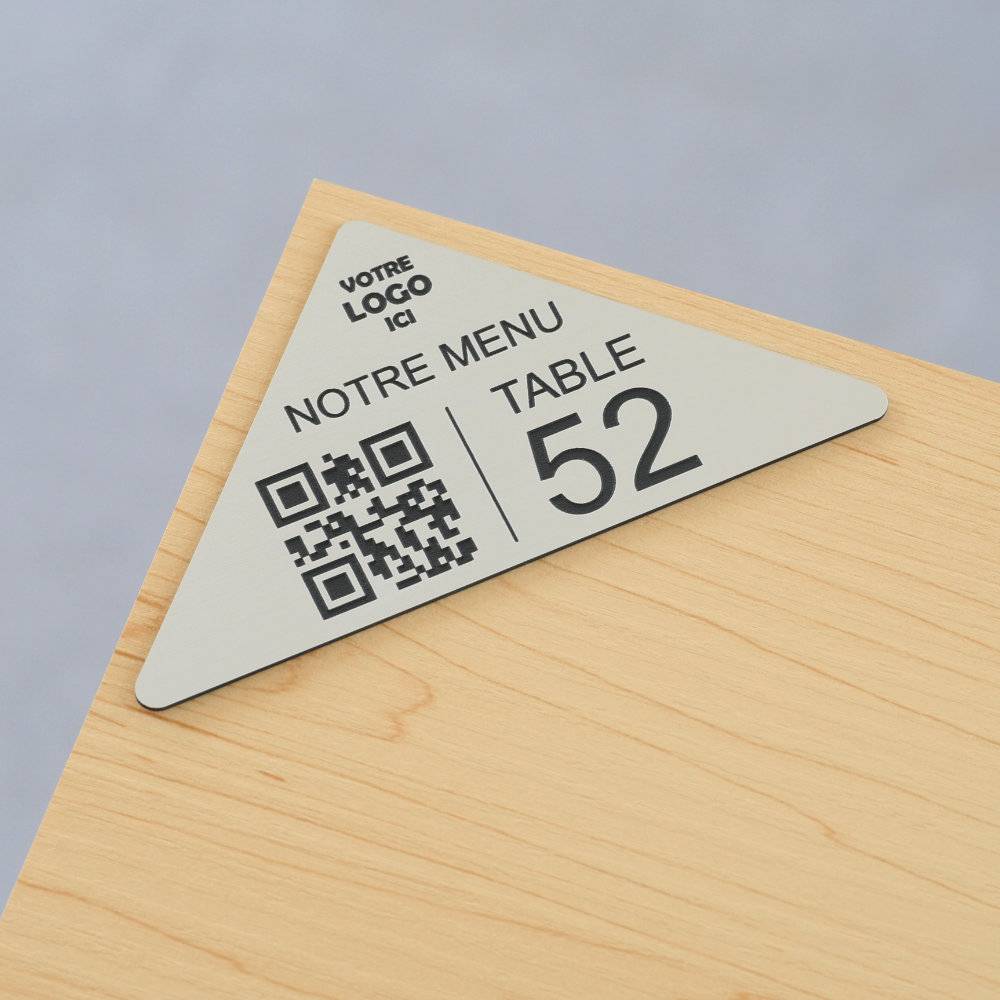 VOTRE
LOGO
ICI
NOTRE MENU
TABLE
52